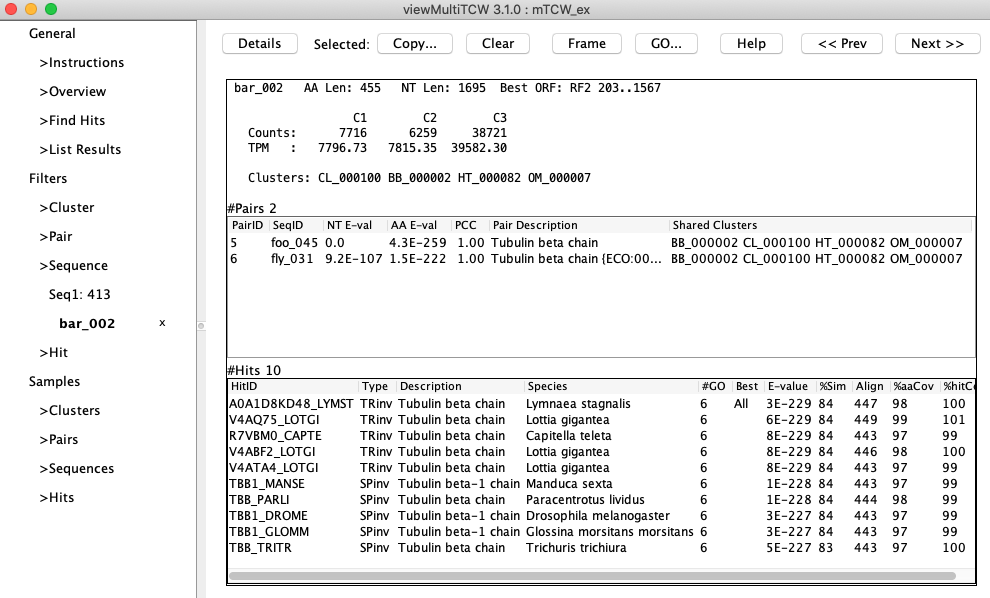 viewMultiTCW 3.1.0 : mTCW_ex
General
>Instructions
>Overview
>Find Hits
>List Results
Filters
>Cluster
>Pair
>Sequence
Seq1: 413
bar_002 x
>Hit
Samples
>Clusters
>Pairs
>Sequences
>Hits
Details Selected: Copy... Clear Frame GO... Help << Prev Next >>
bar_002 AA Len: 455 NT Len: 1695 Best ORF: RF2 203..1567
C1 C2 C3
Counts: 7716 6259 38721
TPM : 7796.73 7815.35 39582.30
Clusters: CL_000100 BB_000002 HT_000082 OM_000007
#Pairs 2
PairID SeqID NT E-val AA E-val PCC Pair Description Shared Clusters
5 foo_045 0.0 4.3E-259 1.00 Tubulin beta chain BB_000002 CL_000100 HT_000082 OM_000007
6 fly_031 9.2E-107 1.5E-222 1.00 Tubulin beta chain {ECO:00... BB_000002 CL_000100 HT_000082 OM_000007
#Hits 10
HitID Type Description Species #GO Best E-value %Sim Align %aaCov %hitCo
A0A1D8KD48_LYMST TRinv Tubulin beta chain Lymnaea stagnalis 6 All 3E-229 84 447 98 100
V4AQ75_LOTGI TRinv Tubulin beta chain Lottia gigantea 6 6E-229 84 449 99 101
R7VBM0_CAPTE TRinv Tubulin beta chain Capitella teleta 6 8E-229 84 443 97 99
V4ABF2_LOTGI TRinv Tubulin beta chain Lottia gigantea 6 8E-229 84 446 98 100
V4ATA4_LOTGI TRinv Tubulin beta chain Lottia gigantea 6 8E-229 84 443 97 99
TBB1_MANSE SPinv Tubulin beta-1 chain Manduca sexta 6 1E-228 84 443 97 99
TBB_PARLI SPinv Tubulin beta chain Paracentrotus lividus 6 1E-228 84 444 98 99
TBB1_DROME SPinv Tubulin beta-1 chain Drosophila melanogaster 6 3E-227 84 443 97 99
TBB1_GLOMM SPinv Tubulin beta-1 chain Glossina morsitans morsitans 6 3E-227 84 443 97 99
TBB_TRITR SPinv Tubulin beta chain Trichuris trichiura 6 5E-227 83 443 97 100